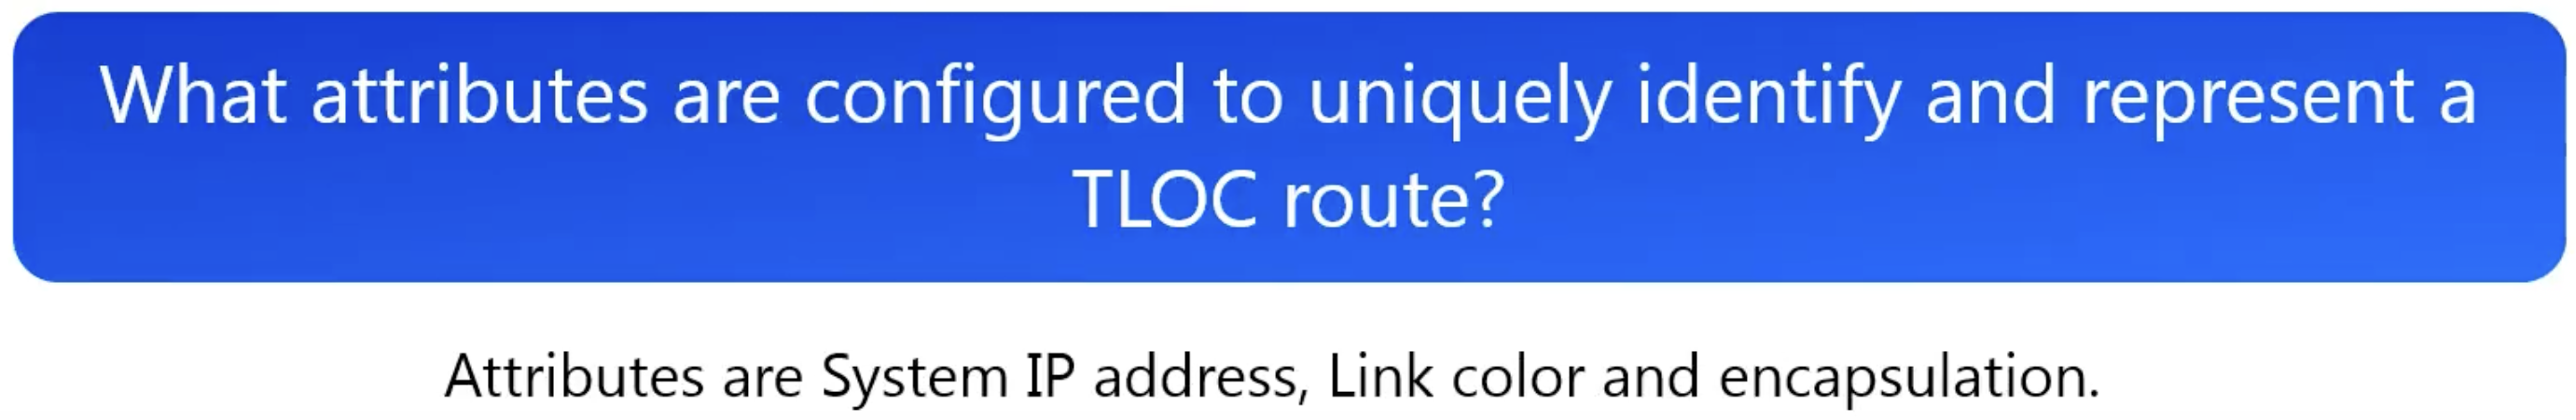 What attributes are configured to uniquely identify and represent a
TLOC route?
Attributes are System IP address, Link color and encapsulation.